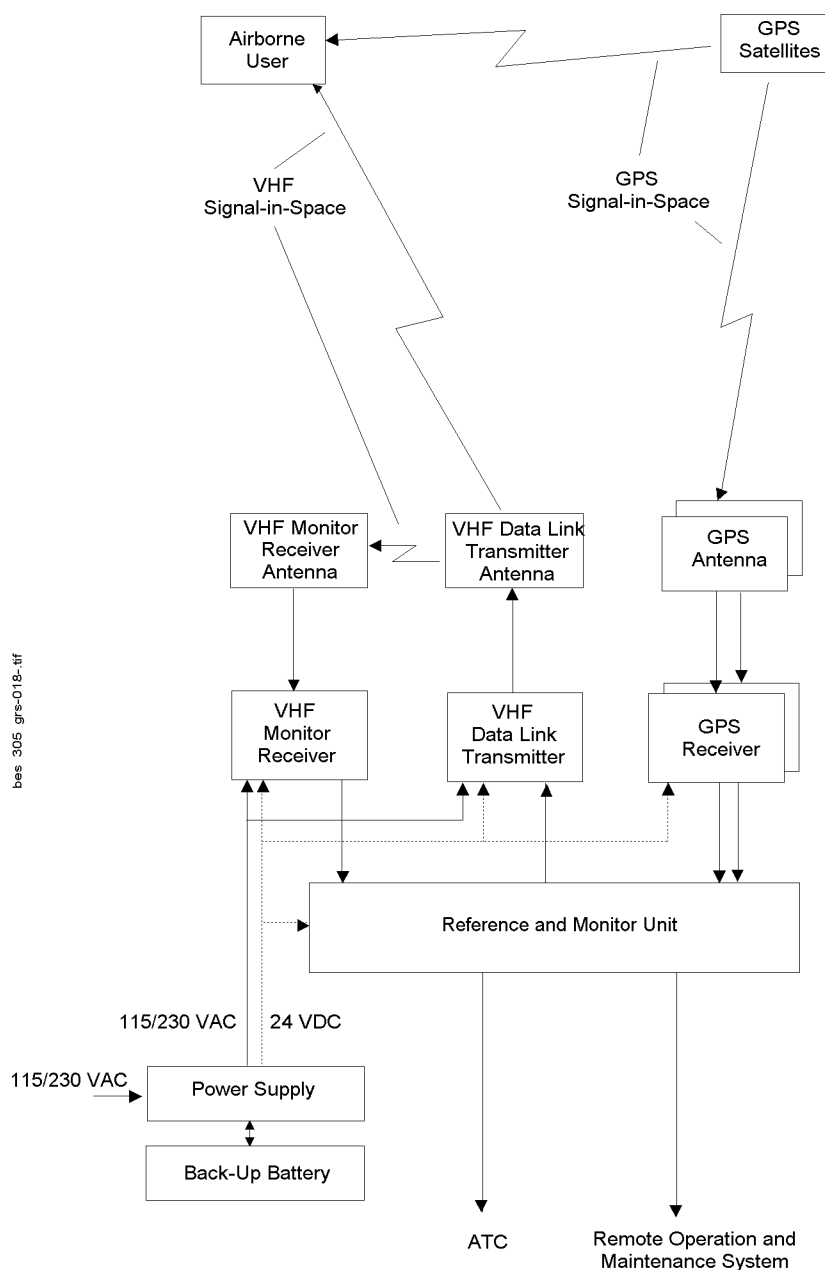 Airborne
User
GPS
Satellites
VHF
Signal-in-Space
GPS
Signal-in-Space
VHF Monitor
Receiver
Antenna
VHF Data Link
Transmitter
Antenna
GPS
Antenna
VHF
Monitor
Receiver
VHF
Data Link
Transmitter
GPS
Receiver
bes 305 grs-018-.tif
Reference and Monitor Unit
115/230 VAC
24 VDC
115/230 VAC
Power Supply
Back-Up Battery
ATC
Remote Operation and
Maintenance System